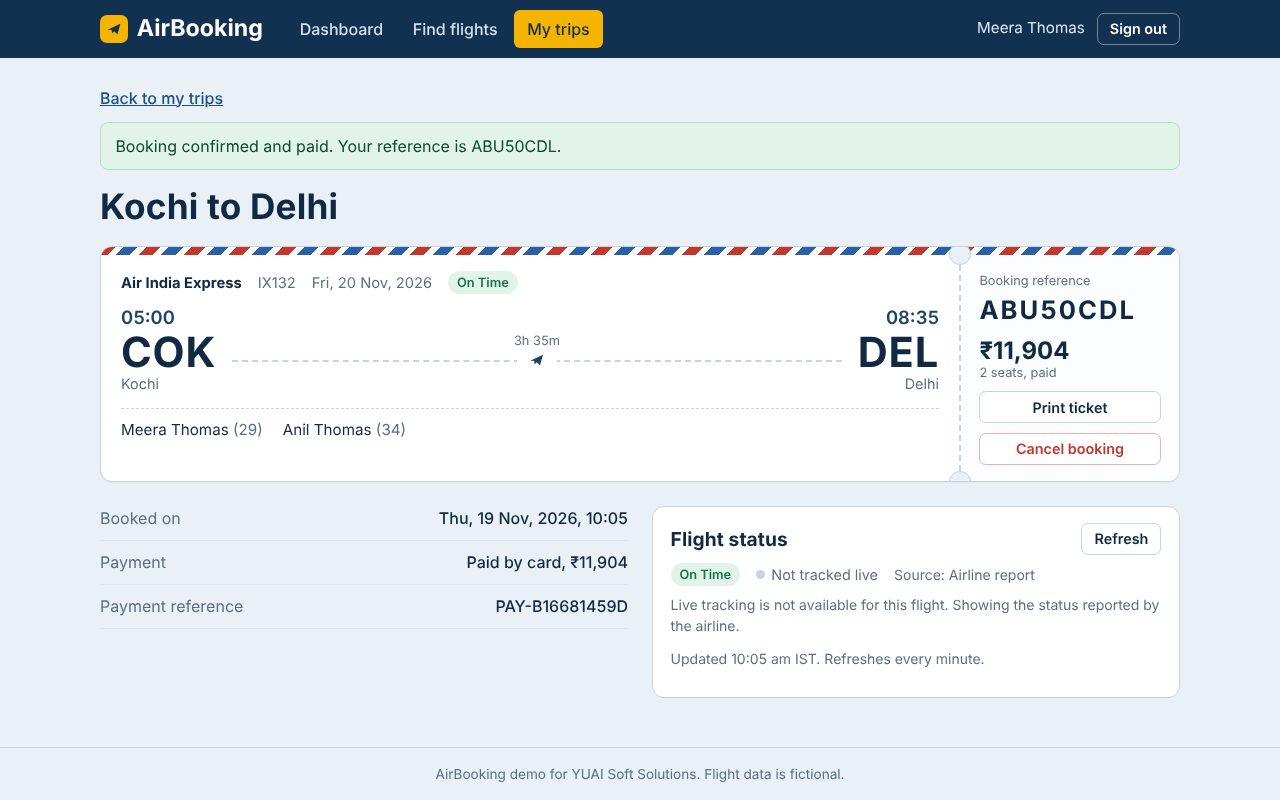 AirBooking
Dashboard
Find flights
My trips
Meera Thomas
Sign out
Back to my trips
Booking confirmed and paid. Your reference is ABU50CDL.
Kochi to Delhi
Air India Express IX132 Fri, 20 Nov, 2026 On Time
05:00
08:35
COK
3h 35m
DEL
Kochi
Delhi
Meera Thomas (29) Anil Thomas (34)
Booking reference
ABU50CDL
₹11,904
2 seats, paid
Print ticket
Cancel booking
Booked on Thu, 19 Nov, 2026, 10:05
Payment Paid by card, ₹11,904
Payment reference PAY-B16681459D
Flight status
Refresh
On Time Not tracked live Source: Airline report
Live tracking is not available for this flight. Showing the status reported by
the airline.
Updated 10:05 am IST. Refreshes every minute.
AirBooking demo for YUAI Soft Solutions. Flight data is fictional.